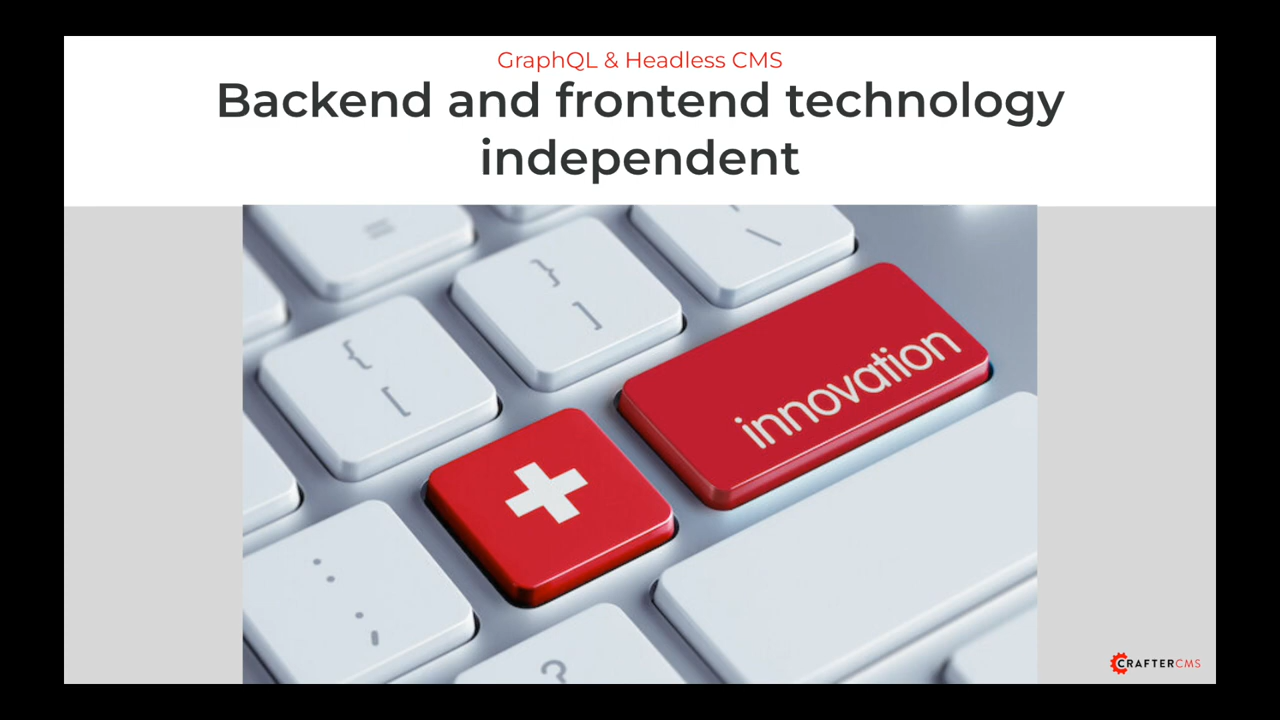 GraphQL & Headless CMS
Backend and frontend technology
independent
=
}
]
\
{
[
innovation
:
;
?
CRAFTERCMS